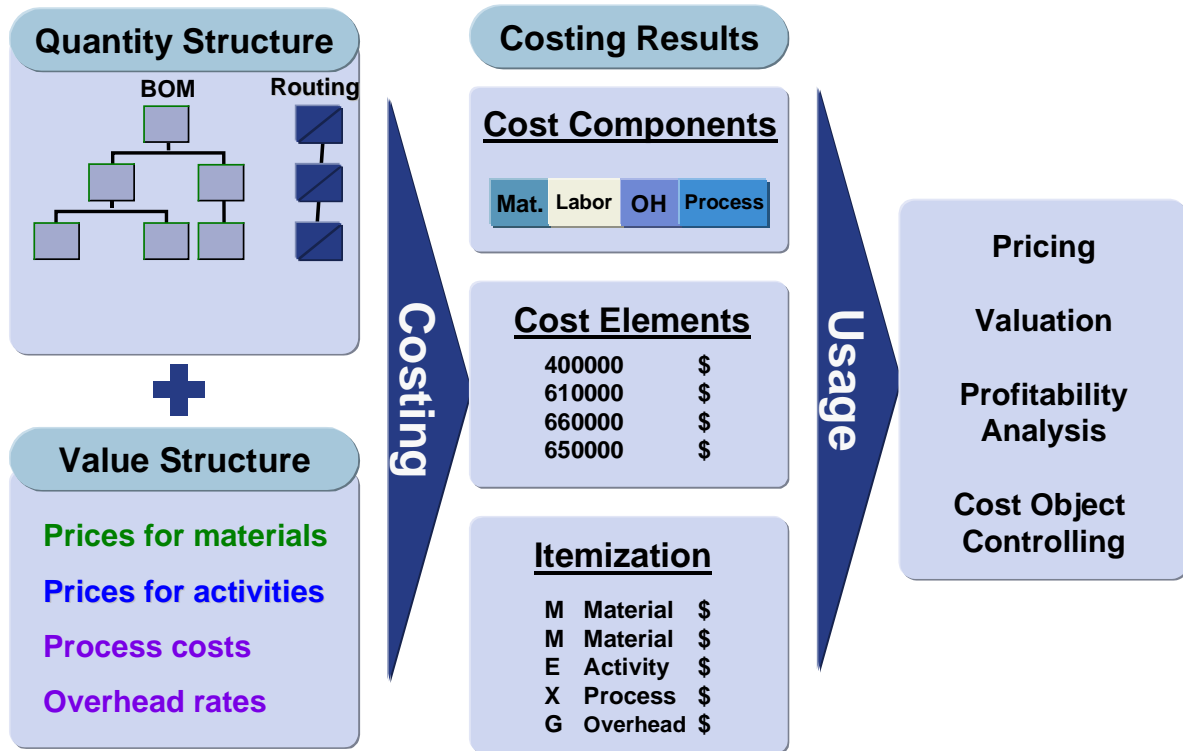 Quantity Structure
BOM
Routing
Value Structure
Prices for materials
Prices for activities
Process costs
Overhead rates
Costing
Costing Results
Cost Components
Mat. Labor OH Process
Cost Elements
400000 $
610000 $
660000 $
650000 $
Itemization
M Material $
M Material $
E Activity $
X Process $
G Overhead $
Usage
Pricing
Valuation
Profitability
Analysis
Cost Object
Controlling